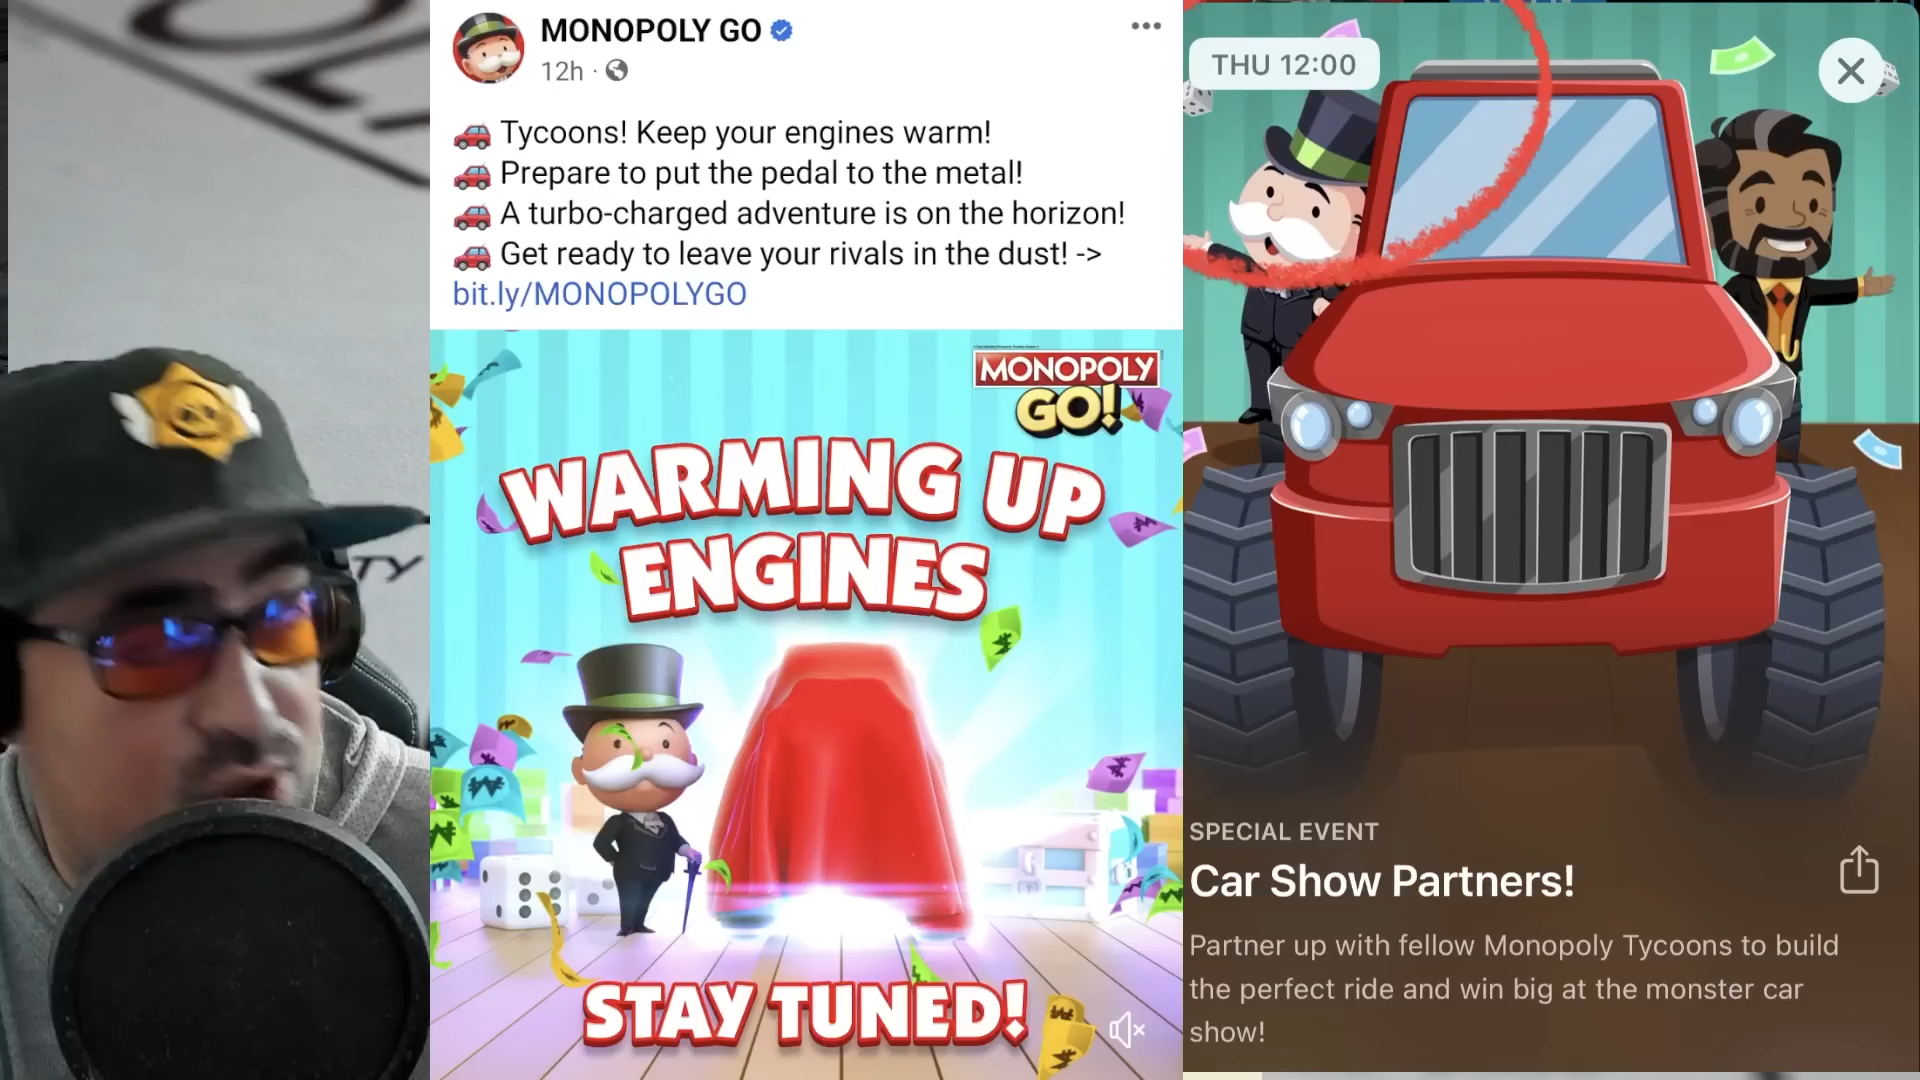 TY
MONOPOLY GO
12h ·
Tycoons! Keep your engines warm!
Prepare to put the pedal to the metal!
A turbo-charged adventure is on the horizon!
Get ready to leave your rivals in the dust! ->
bit.ly/MONOPOLYGO
MONOPOLY
GO!
WARMING UP
ENGINES
STAY TUNED!
THU 12:00
SPECIAL EVENT
Car Show Partners!
Partner up with fellow Monopoly Tycoons to build
the perfect ride and win big at the monster car
show!